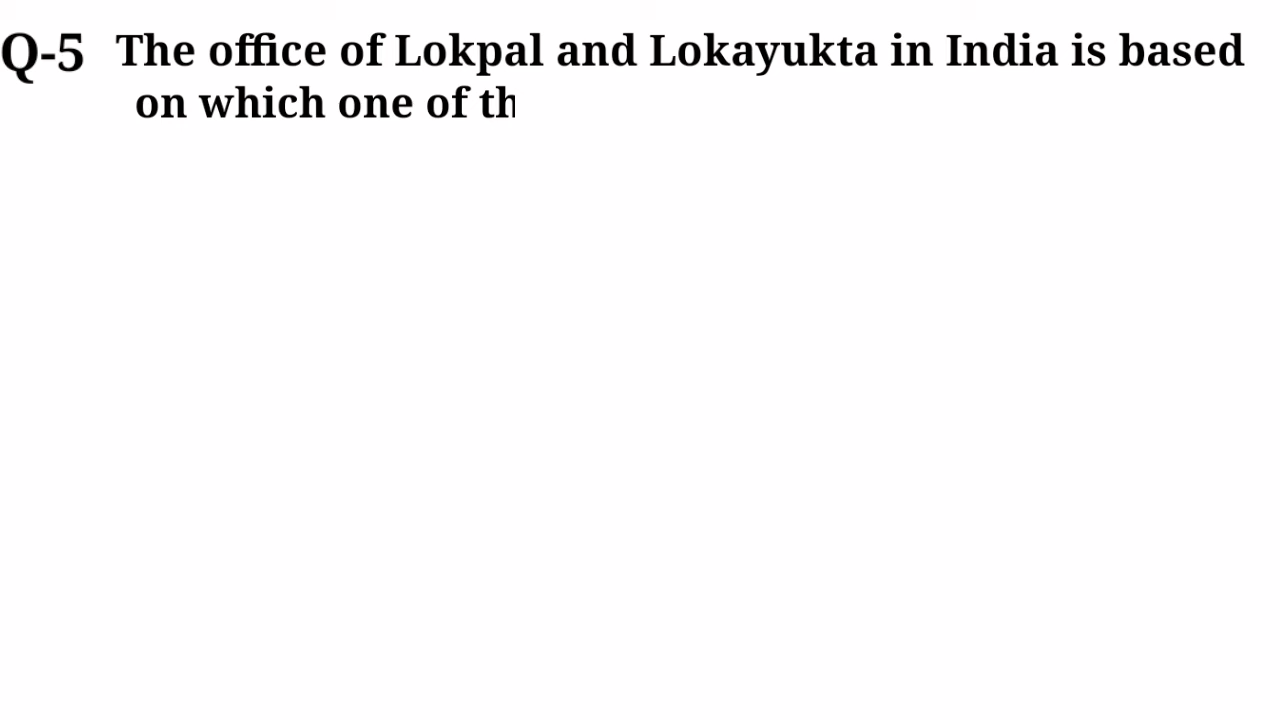 Q-5 The office of Lokpal and Lokayukta in India is based
on which one of th